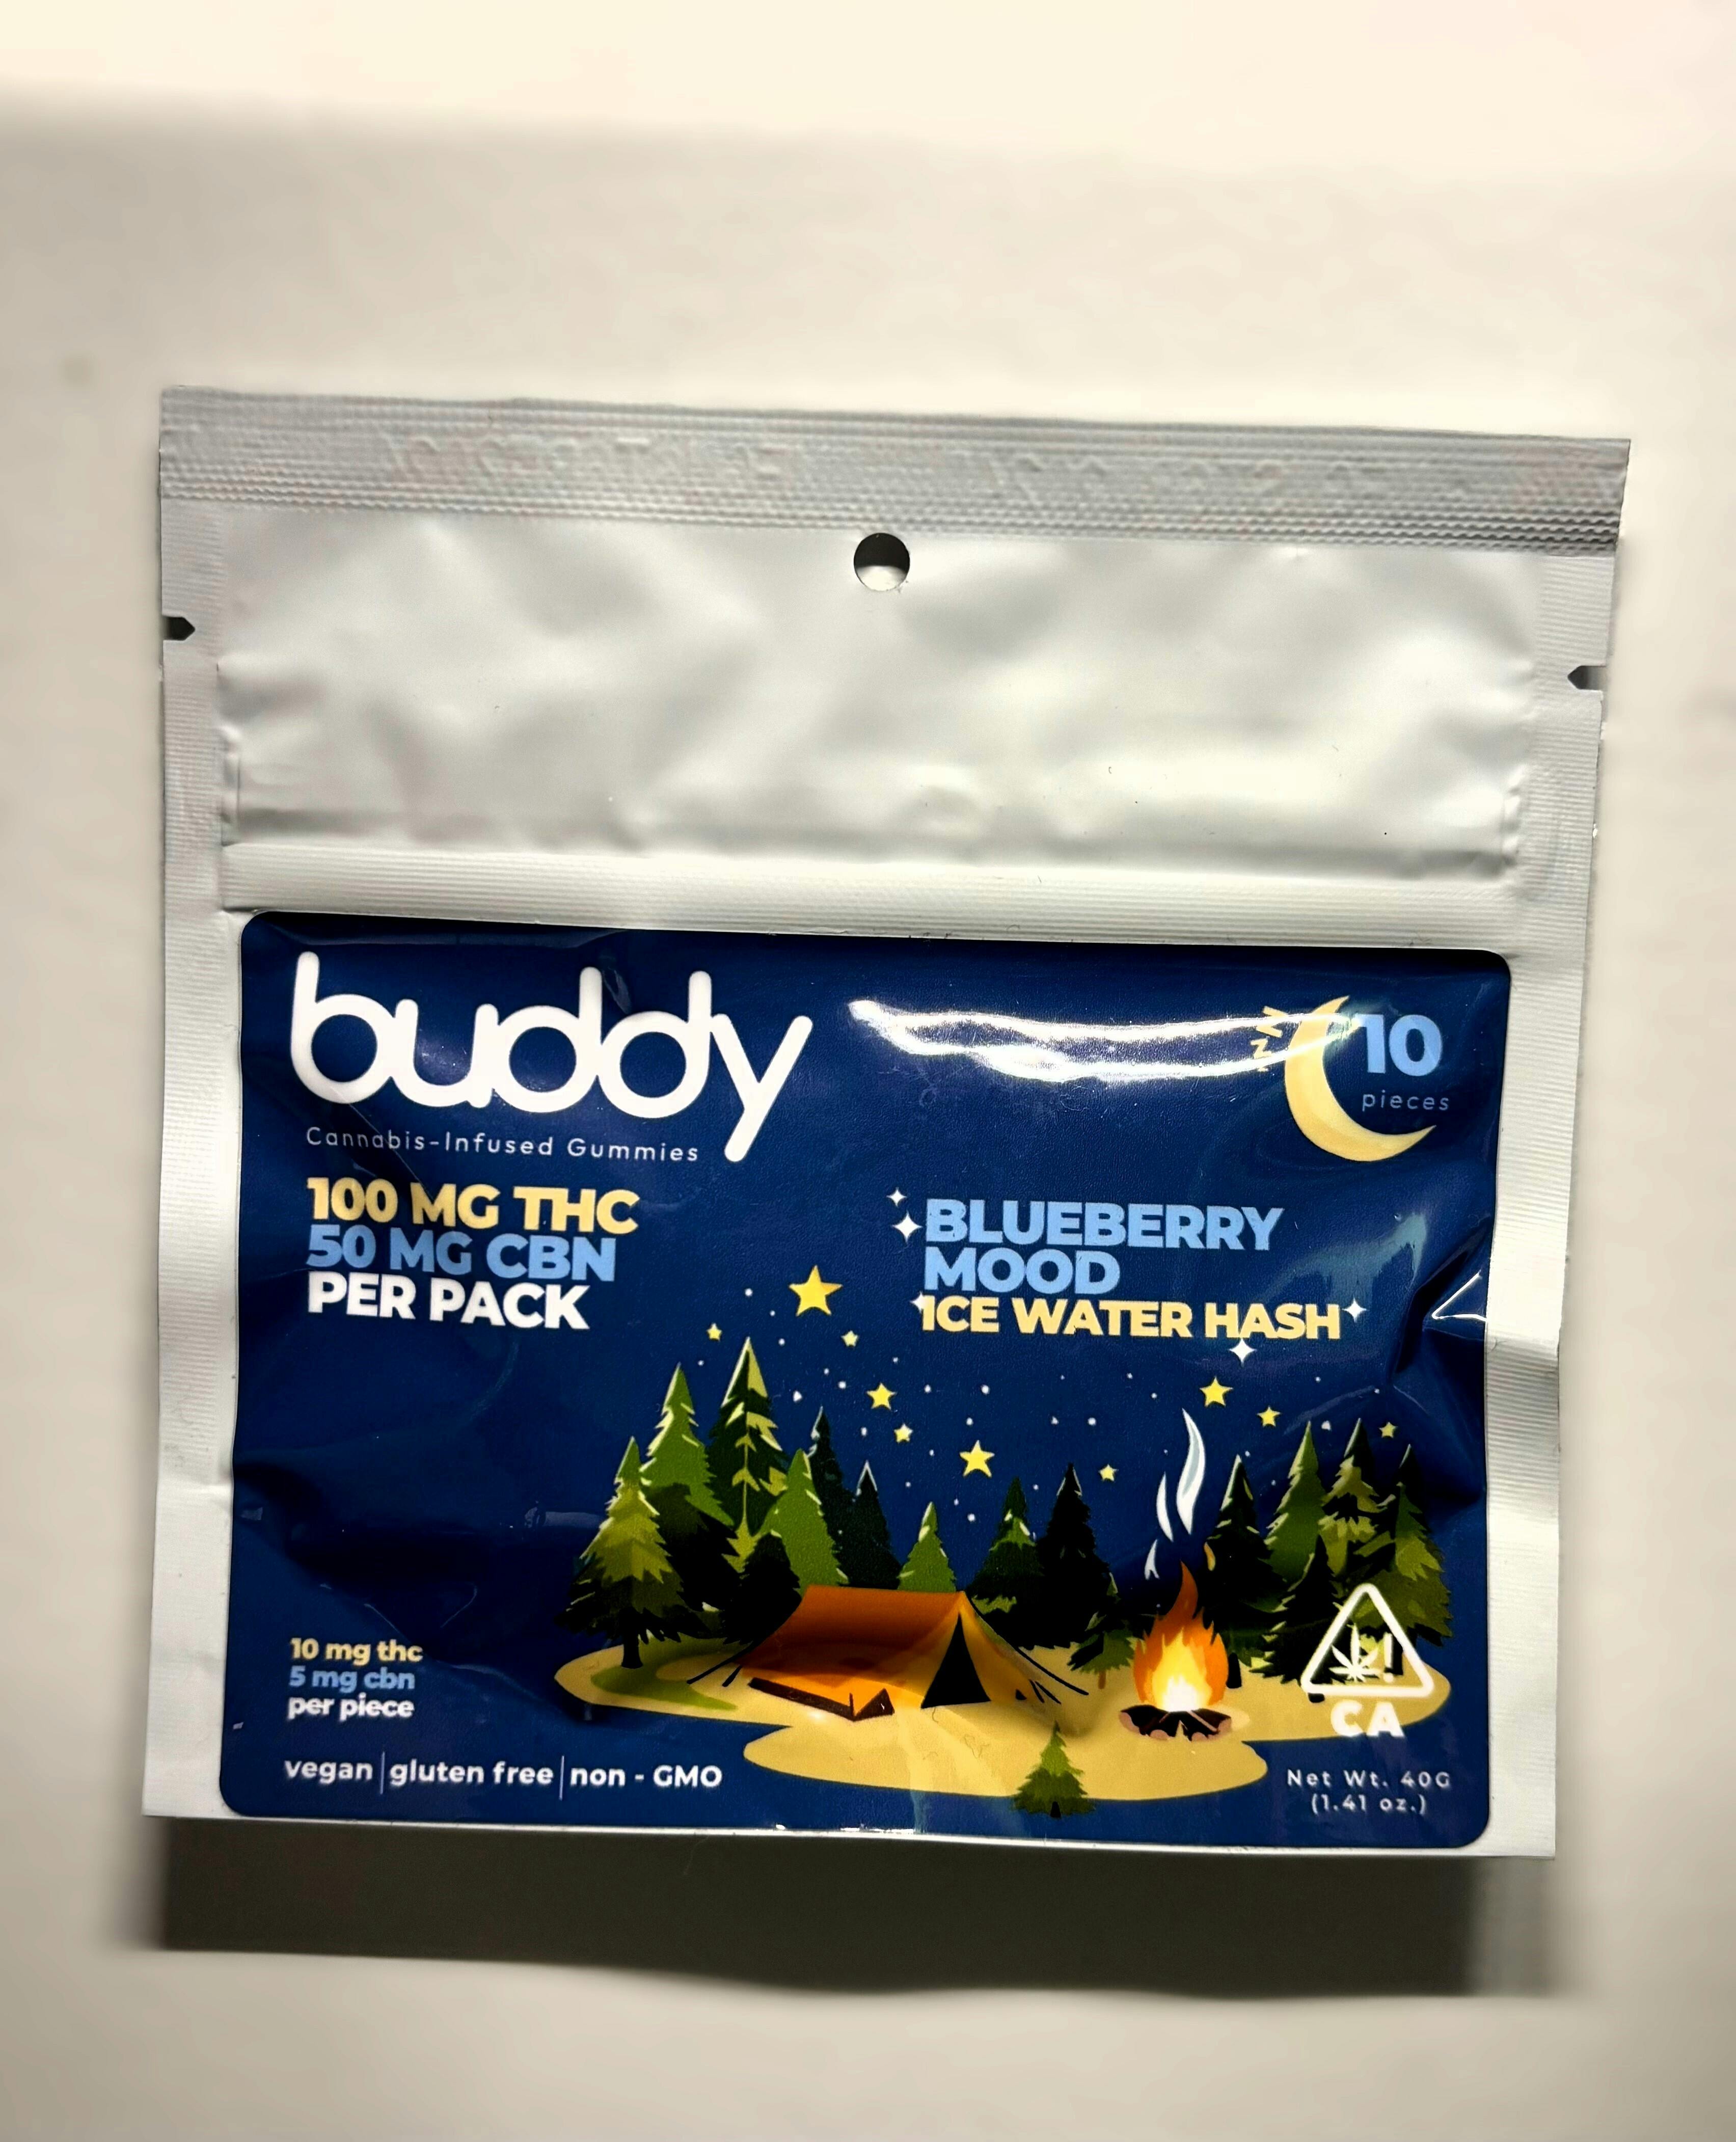 buddy
Cannabis-Infused Gummies
100 MG THC
50 MG CBN
PER PACK
ZZZ
10
pieces
BLUEBERRY
MOOD
ICE WATER HASH
10 mg thc
5 mg cbn
per piece
vegan|gluten free|non - GMO
!
CA
Net Wt. 40G
(1.41 oz.)